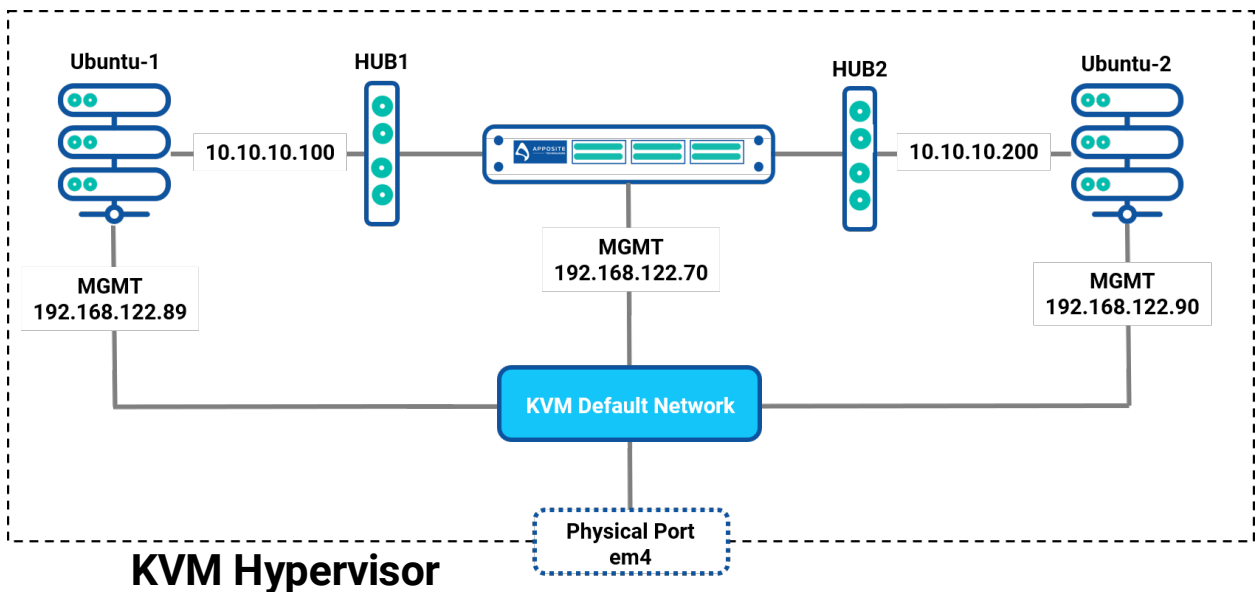 Ubuntu-1
HUB1
HUB2
Ubuntu-2
10.10.10.100
APPOSITE
10.10.10.200
MGMT
192.168.122.89
MGMT
192.168.122.70
MGMT
192.168.122.90
KVM Default Network
Physical Port
em4
KVM Hypervisor